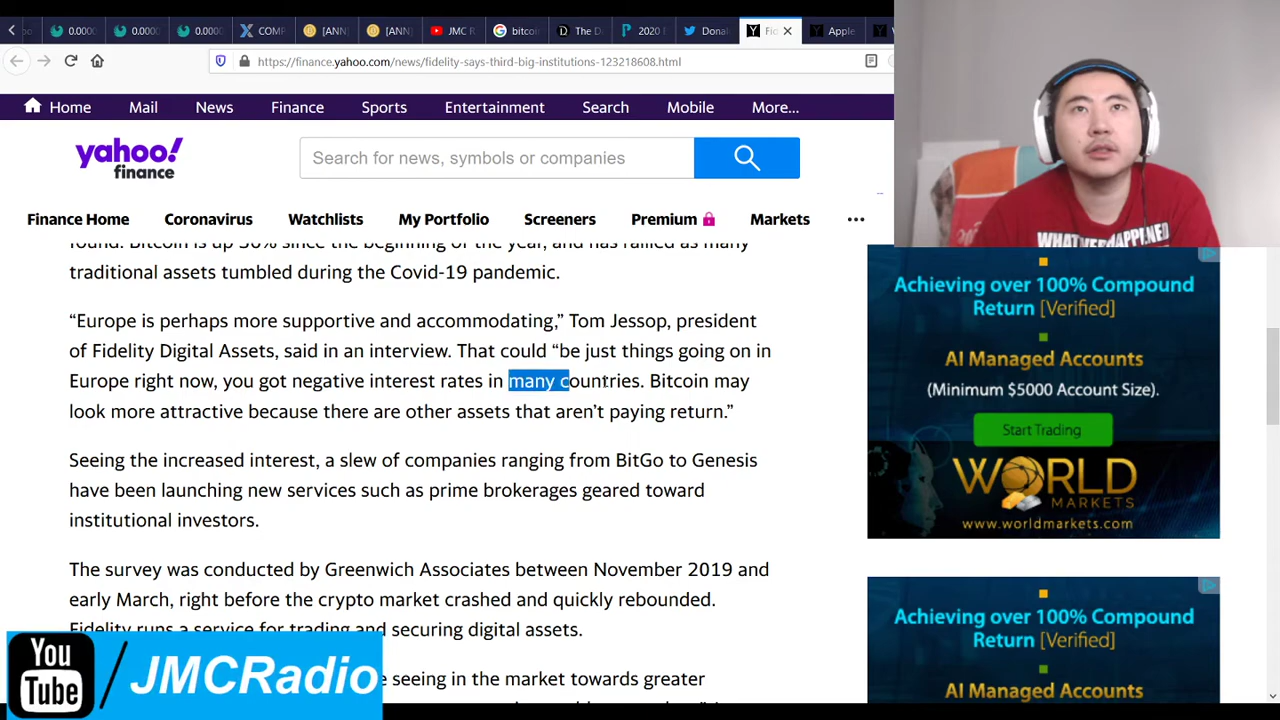 0.0000
0.0000
0.0000
COMP
[ANN]
[ANN]
JMC R
bitcoi
The D
2020 F
Donal
Fid
Apple
https://finance.yahoo.com/news/fidelity-says-third-big-institutions-123218608.html
Home Mail News Finance Sports Entertainment Search Mobile More...
yahoo!
finance
Search for news, symbols or companies
Finance Home Coronavirus Watchlists My Portfolio Screeners Premium Markets
found. Bitcoin is up 30% since the beginning of the year, and has rallied as many
traditional assets tumbled during the Covid-19 pandemic.
“Europe is perhaps more supportive and accommodating,” Tom Jessop, president
of Fidelity Digital Assets, said in an interview. That could “be just things going on in
Europe right now, you got negative interest rates in many countries. Bitcoin may
look more attractive because there are other assets that aren’t paying return.”
Seeing the increased interest, a slew of companies ranging from BitGo to Genesis
have been launching new services such as prime brokerages geared toward
institutional investors.
The survey was conducted by Greenwich Associates between November 2019 and
early March, right before the crypto market crashed and quickly rebounded.
Fidelity runs a service for trading and securing digital assets.
seeing in the market towards greater
WHATEVER HAPPENED
Achieving over 100% Compound
Return [Verified]
AI Managed Accounts
(Minimum $5000 Account Size).
Start Trading
WORLD
MARKETS
www.worldmarkets.com
Achieving over 100% Compound
Return [Verified]
AI Managed Accounts
You
Tube
/JMCRadio